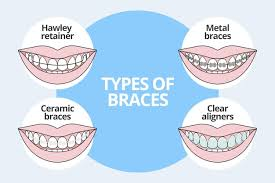 Hawley
retainer
Metal
braces
TYPES OF
BRACES
Ceramic
braces
Clear
aligners